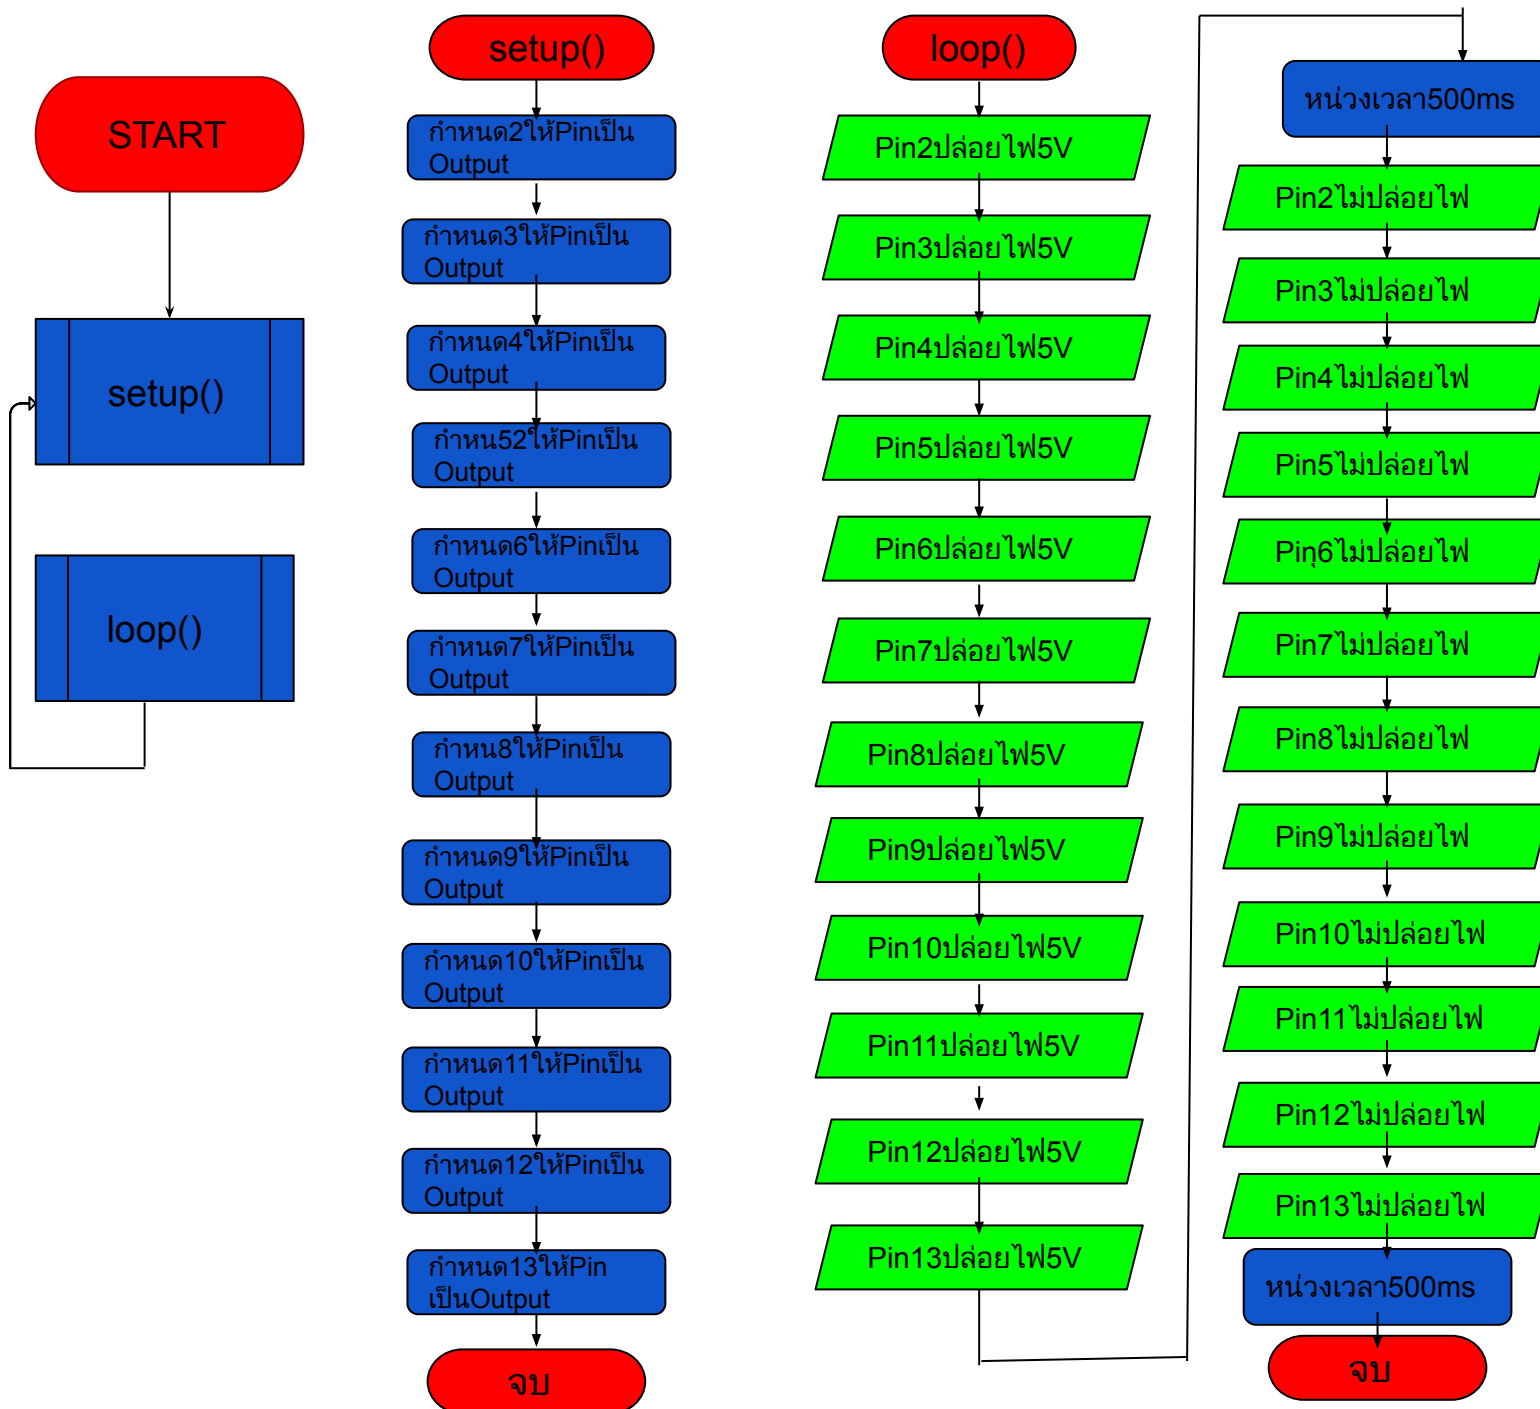 START
setup()
loop()
setup()
กำหนด2ให้Pinเป็น
Output
กำหนด3ให้Pinเป็น
Output
กำหนด4ให้Pinเป็น
Output
กำหน52ให้Pinเป็น
Output
กำหนด6ให้Pinเป็น
Output
กำหนด7ให้Pinเป็น
Output
กำหน8ให้Pinเป็น
Output
กำหนด9ให้Pinเป็น
Output
กำหนด10ให้Pinเป็น
Output
กำหนด11ให้Pinเป็น
Output
กำหนด12ให้Pinเป็น
Output
กำหนด13ให้Pin
เป็นOutput
จบ
loop()
Pin2ปล่อยไฟ5V
Pin3ปล่อยไฟ5V
Pin4ปล่อยไฟ5V
Pin5ปล่อยไฟ5V
Pin6ปล่อยไฟ5V
Pin7ปล่อยไฟ5V
Pin8ปล่อยไฟ5V
Pin9ปล่อยไฟ5V
Pin10ปล่อยไฟ5V
Pin11ปล่อยไฟ5V
Pin12ปล่อยไฟ5V
Pin13ปล่อยไฟ5V
หน่วงเวลา500ms
Pin2ไม่ปล่อยไฟ
Pin3ไม่ปล่อยไฟ
Pin4ไม่ปล่อยไฟ
Pin5ไม่ปล่อยไฟ
Pinุ6ไม่ปล่อยไฟ
Pin7ไม่ปล่อยไฟ
Pin8ไม่ปล่อยไฟ
Pin9ไม่ปล่อยไฟ
Pin10ไม่ปล่อยไฟ
Pin11ไม่ปล่อยไฟ
Pin12ไม่ปล่อยไฟ
Pin13ไม่ปล่อยไฟ
หน่วงเวลา500ms
จบ